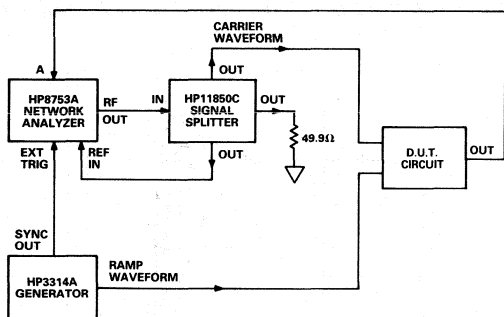 CARRIER
WAVEFORM
A
OUT
HP8753A
NETWORK
ANALYZER
RF
OUT
IN
HP11850C
SIGNAL
SPLITTER
OUT
49.9Ω
EXT
TRIG
REF
IN
OUT
D.U.T.
CIRCUIT
OUT
SYNC
OUT
HP3314A
GENERATOR
RAMP
WAVEFORM